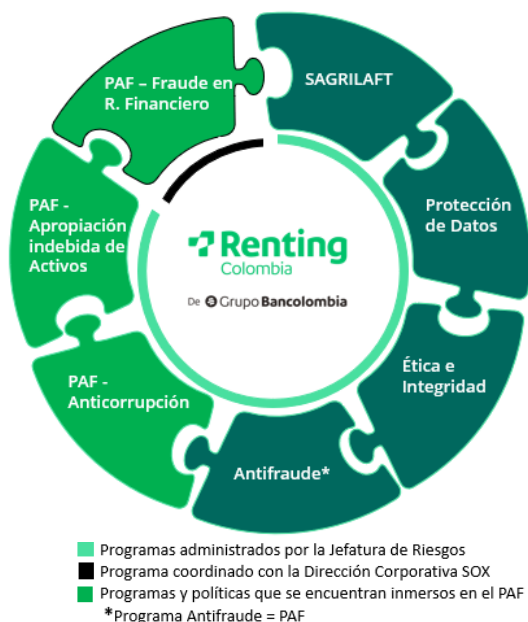 PAF – Fraude en
R. Financiero
SAGRILAFT
Protección
de Datos
Ética e
Integridad
Antifraude*
PAF -
Anticorrupción
PAF -
Apropiación
indebida de
Activos
Renting
Colombia
De Grupo Bancolombia
Programas administrados por la Jefatura de Riesgos
Programa coordinado con la Dirección Corporativa SOX
Programas y políticas que se encuentran inmersos en el PAF
*Programa Antifraude = PAF